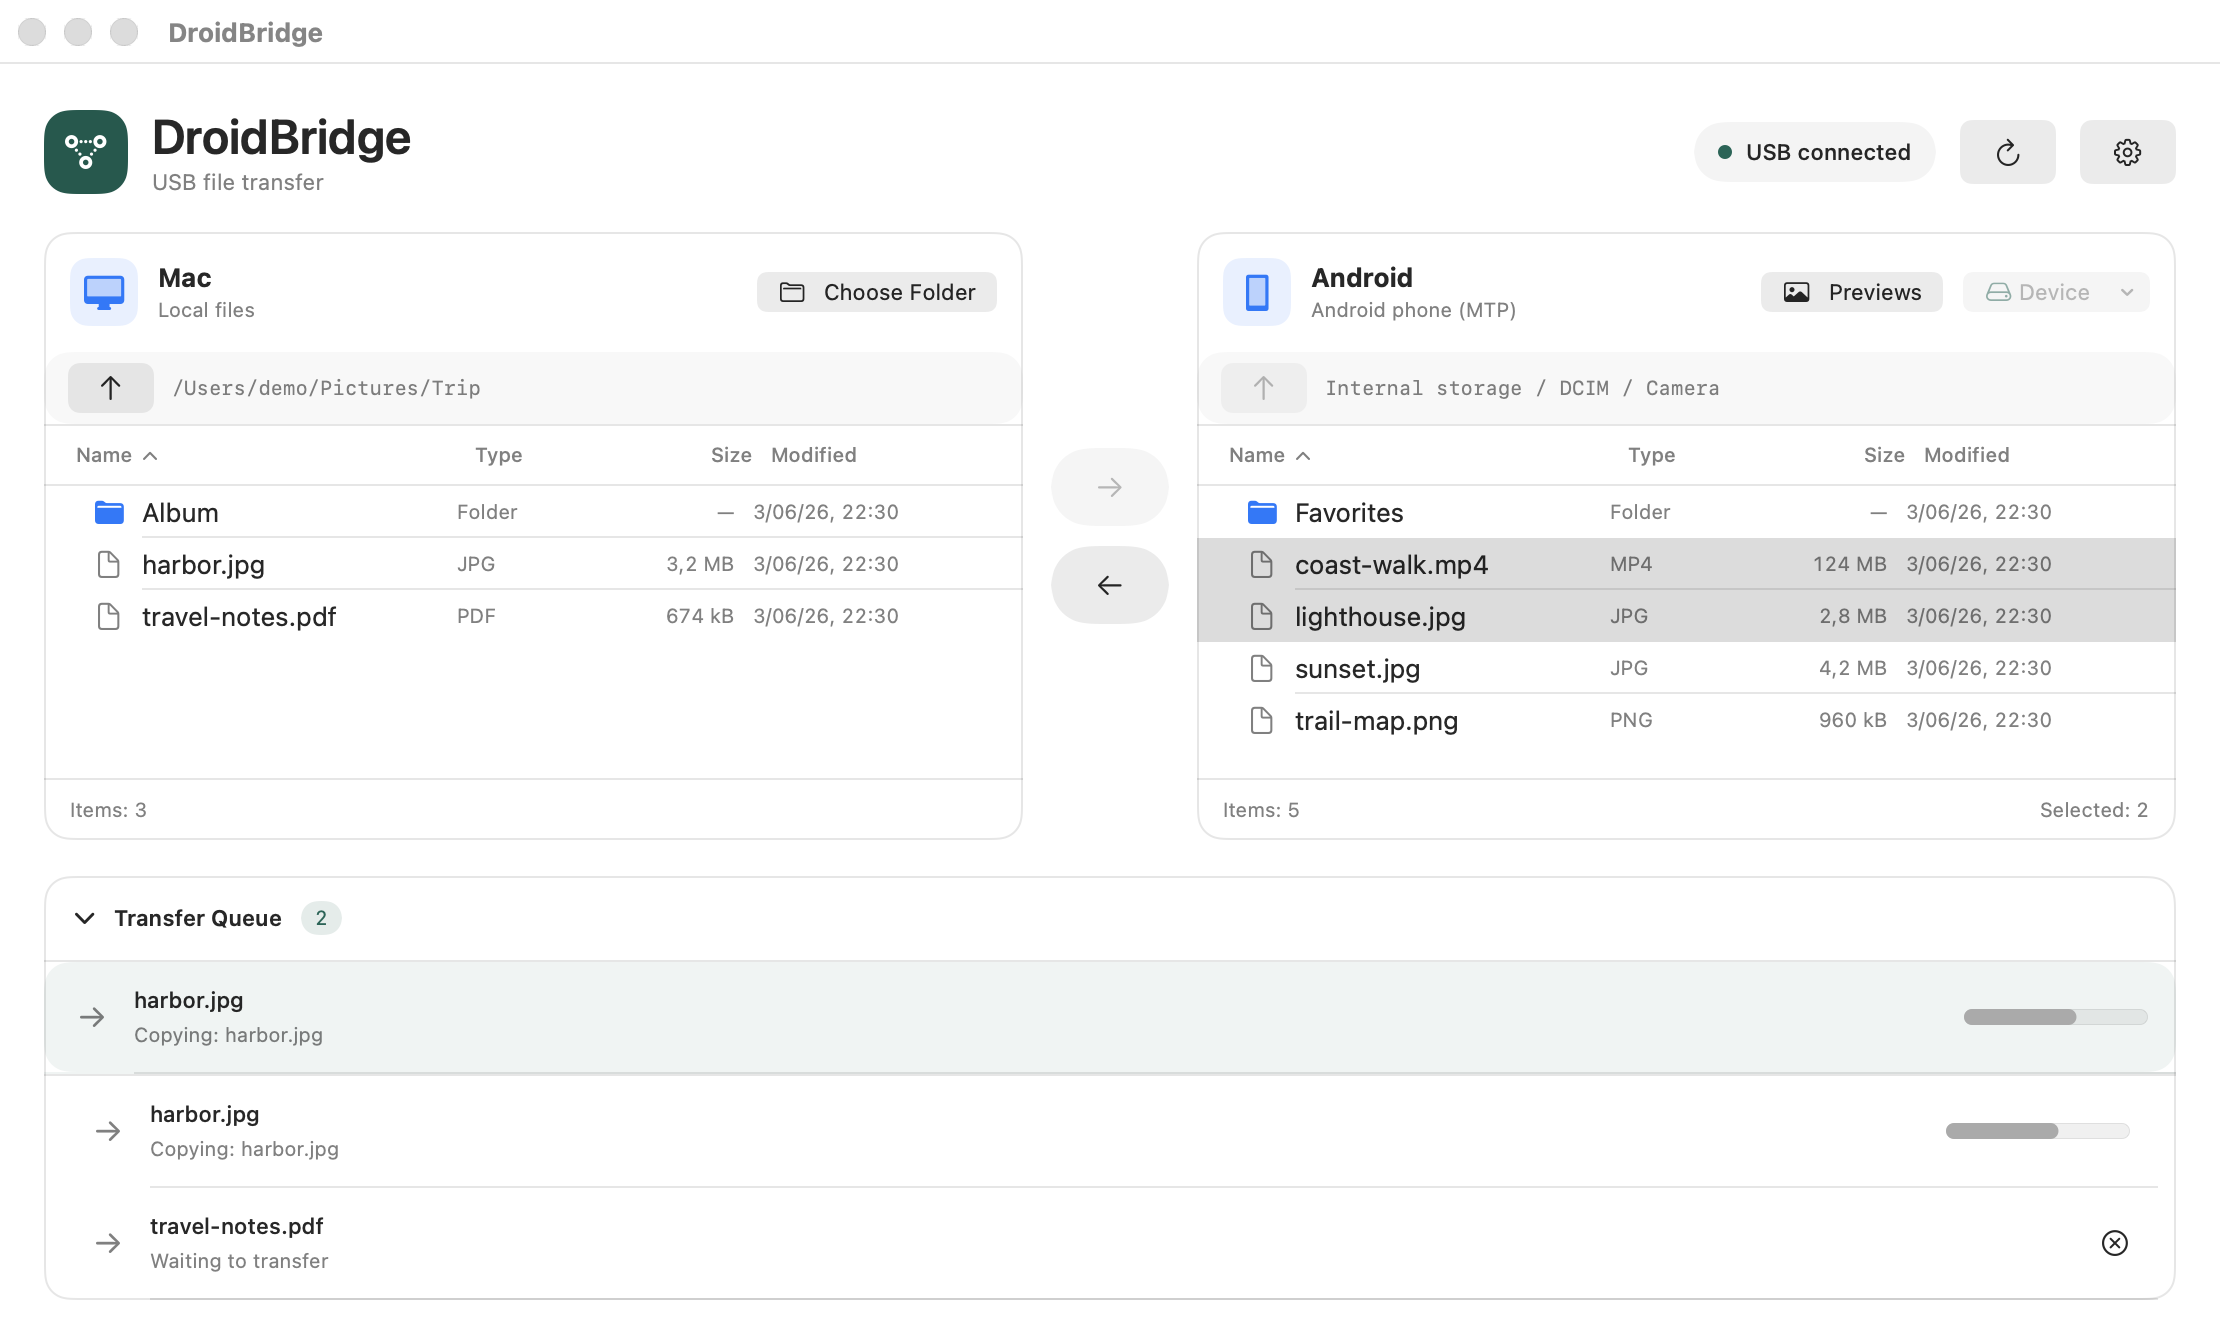 DroidBridge
DroidBridge
USB file transfer
USB connected
Mac
Local files
Choose Folder
/Users/demo/Pictures/Trip
Name Type Size Modified
Album Folder — 3/06/26, 22:30
harbor.jpg JPG 3,2 MB 3/06/26, 22:30
travel-notes.pdf PDF 674 kB 3/06/26, 22:30
Items: 3
Android
Android phone (MTP)
Previews
Device
Internal storage / DCIM / Camera
Name Type Size Modified
Favorites Folder — 3/06/26, 22:30
coast-walk.mp4 MP4 124 MB 3/06/26, 22:30
lighthouse.jpg JPG 2,8 MB 3/06/26, 22:30
sunset.jpg JPG 4,2 MB 3/06/26, 22:30
trail-map.png PNG 960 kB 3/06/26, 22:30
Items: 5 Selected: 2
Transfer Queue 2
harbor.jpg
Copying: harbor.jpg
harbor.jpg
Copying: harbor.jpg
travel-notes.pdf
Waiting to transfer